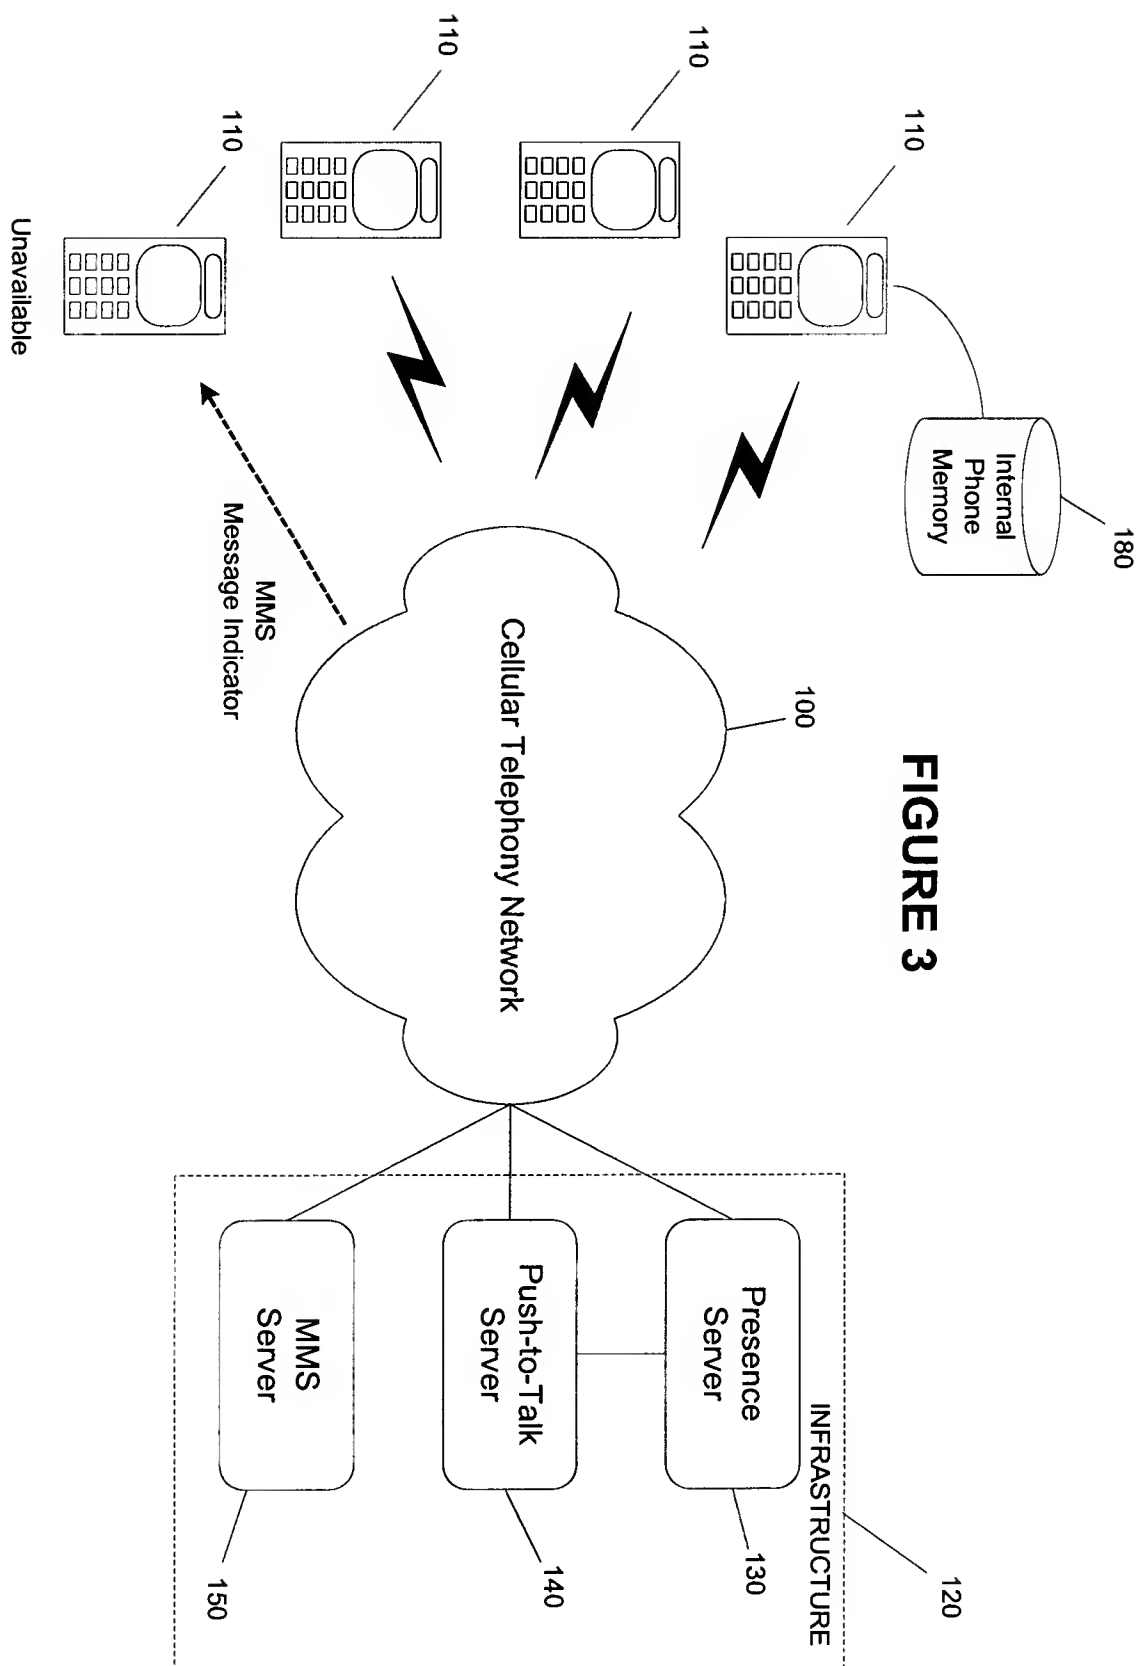 FIGURE 3
180
Internal
Phone
Memory
110
110
110
110
Unavailable
100
Cellular Telephony Network
MMS
Message Indicator
120
INFRASTRUCTURE
Presence
Server
130
Push-to-Talk
Server
140
MMS
Server
150